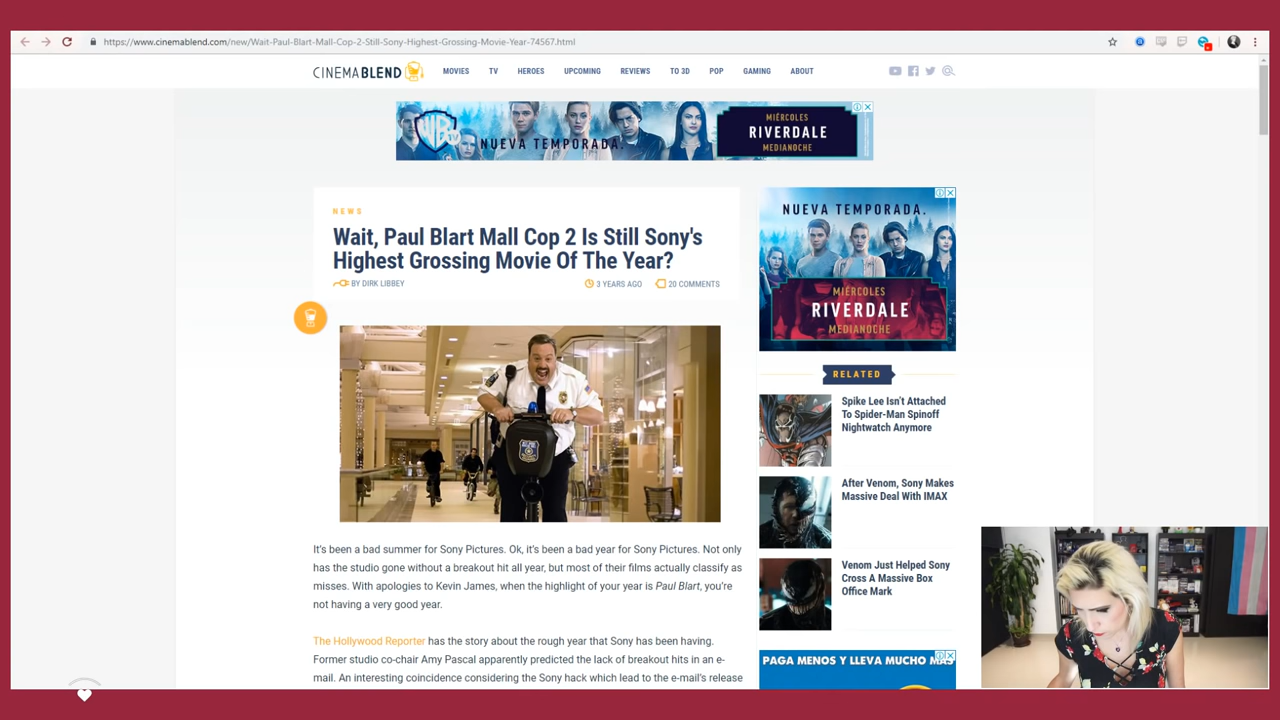 https://www.cinemablend.com/new/Wait-Paul-Blart-Mall-Cop-2-Still-Sony-Highest-Grossing-Movie-Year-74567.html
CINEMABLEND MOVIES TV HEROES UPCOMING REVIEWS TO 3D POP GAMING ABOUT
WB TV NUEVA TEMPORADA.
MIÉRCOLES
RIVERDALE
MEDIANOCHE
NEWS
Wait, Paul Blart Mall Cop 2 Is Still Sony's
Highest Grossing Movie Of The Year?
BY DIRK LIBBEY 3 YEARS AGO 20 COMMENTS
It's been a bad summer for Sony Pictures. Ok, it's been a bad year for Sony Pictures. Not only
has the studio gone without a breakout hit all year, but most of their films actually classify as
misses. With apologies to Kevin James, when the highlight of your year is Paul Blart, you're
not having a very good year.
The Hollywood Reporter has the story about the rough year that Sony has been having.
Former studio co-chair Amy Pascal apparently predicted the lack of breakout hits in an e-
mail. An interesting coincidence considering the Sony hack which lead to the e-mail's release
NUEVA TEMPORADA.
MIÉRCOLES
RIVERDALE
MEDIANOCHE
RELATED
Spike Lee Isn't Attached
To Spider-Man Spinoff
Nightwatch Anymore
After Venom, Sony Makes
Massive Deal With IMAX
Venom Just Helped Sony
Cross A Massive Box
Office Mark
PAGA MENOS Y LLEVA MUCHO MÁS